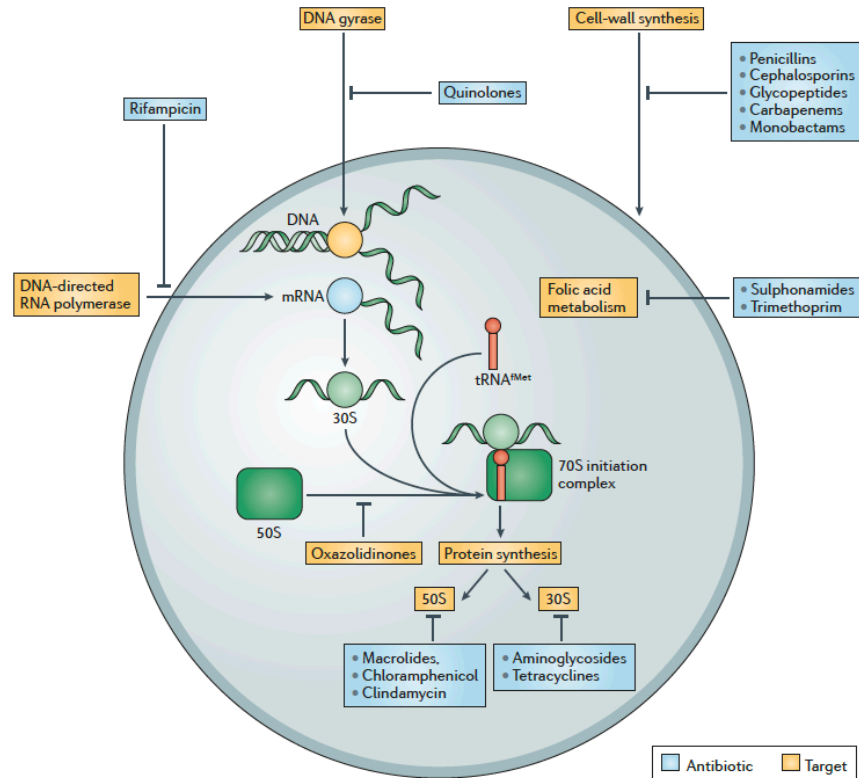 DNA gyrase
Cell-wall synthesis
• Penicillins
• Cephalosporins
• Glycopeptides
• Carbapenems
• Monobactams
Rifampicin
Quinolones
DNA
DNA-directed
RNA polymerase
mRNA
Folic acid
metabolism
• Sulphonamides
• Trimethoprim
tRNAᶠᴹᵉᵗ
30S
70S initiation
complex
50S
Oxazolidinones
Protein synthesis
50S
30S
• Macrolides,
• Chloramphenicol
• Clindamycin
• Aminoglycosides
• Tetracyclines
Antibiotic
Target